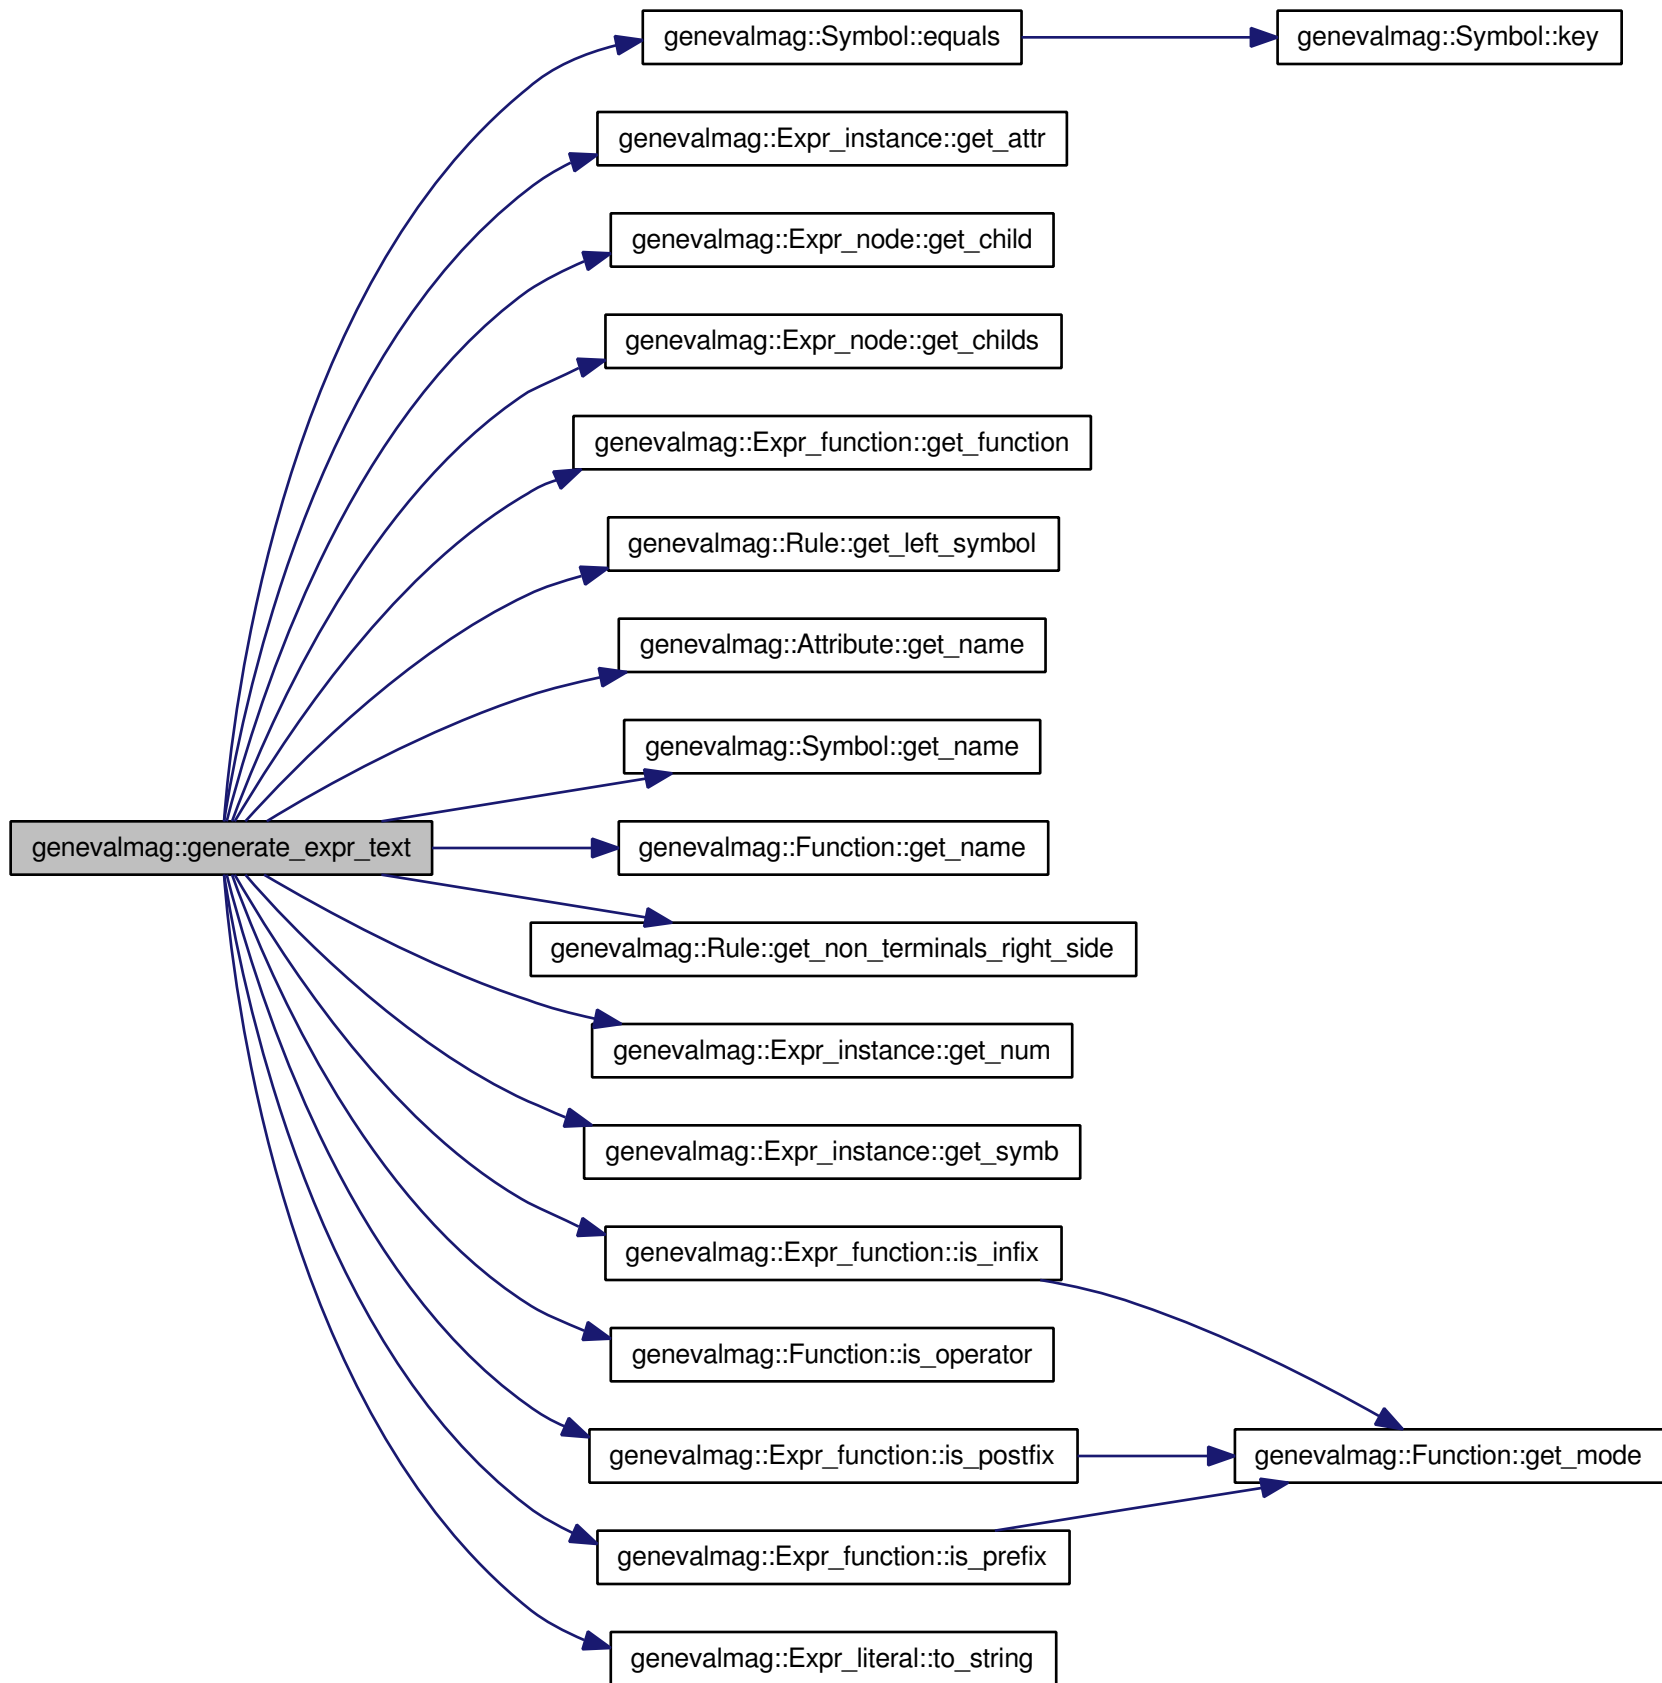 genevalmag::Symbol::equals
genevalmag::Symbol::key
genevalmag::Expr_instance::get_attr
genevalmag::Expr_node::get_child
genevalmag::Expr_node::get_childs
genevalmag::Expr_function::get_function
genevalmag::Rule::get_left_symbol
genevalmag::Attribute::get_name
genevalmag::Symbol::get_name
genevalmag::generate_expr_text
genevalmag::Function::get_name
genevalmag::Rule::get_non_terminals_right_side
genevalmag::Expr_instance::get_num
genevalmag::Expr_instance::get_symb
genevalmag::Expr_function::is_infix
genevalmag::Function::is_operator
genevalmag::Expr_function::is_postfix
genevalmag::Function::get_mode
genevalmag::Expr_function::is_prefix
genevalmag::Expr_literal::to_string